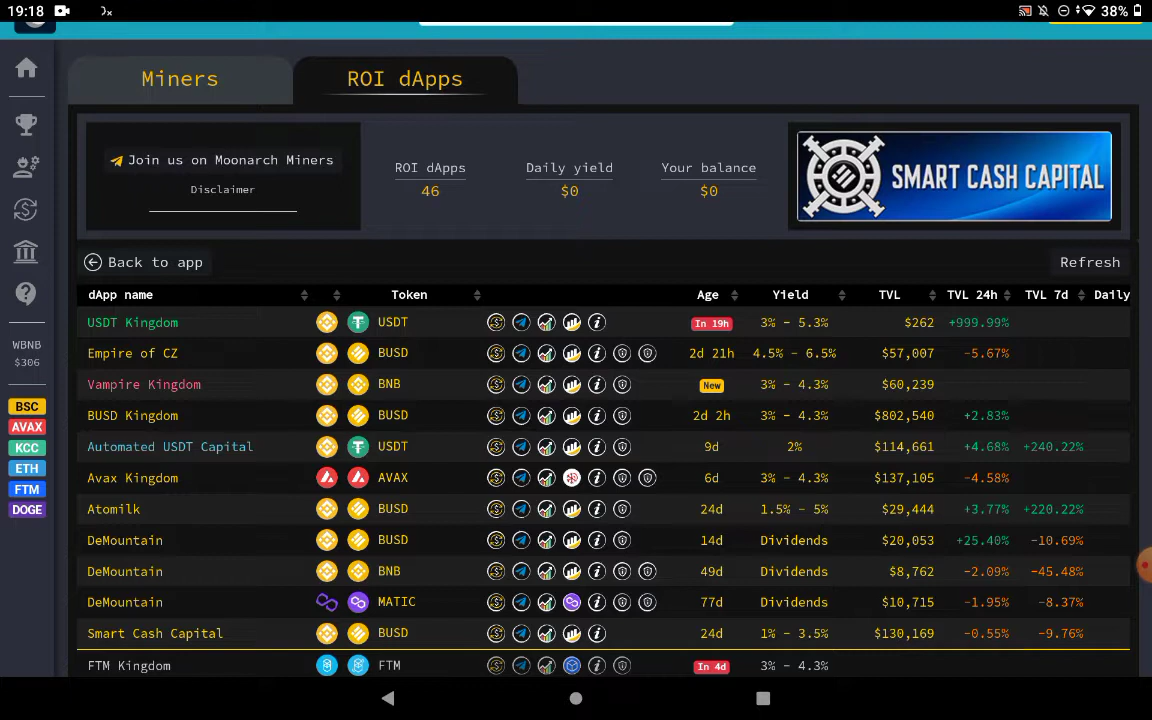 19:18
38%
Miners
ROI dApps
Join us on Moonarch Miners
Disclaimer
ROI dApps
46
Daily yield
$0
Your balance
$0
SMART CASH CAPITAL
Back to app
Refresh
dApp name Token Age Yield TVL TVL 24h TVL 7d Daily
USDT Kingdom USDT In 19h 3% - 5.3% $262 +999.99%
Empire of CZ BUSD 2d 21h 4.5% - 6.5% $57,007 -5.67%
Vampire Kingdom BNB New 3% - 4.3% $60,239
BUSD Kingdom BUSD 2d 2h 3% - 4.3% $802,540 +2.83%
Automated USDT Capital USDT 9d 2% $114,661 +4.68% +240.22%
Avax Kingdom AVAX 6d 3% - 4.3% $137,105 -4.58%
Atomilk BUSD 24d 1.5% - 5% $29,444 +3.77% +220.22%
DeMountain BUSD 14d Dividends $20,053 +25.40% -10.69%
DeMountain BNB 49d Dividends $8,762 -2.09% -45.48%
DeMountain MATIC 77d Dividends $10,715 -1.95% -8.37%
Smart Cash Capital BUSD 24d 1% - 3.5% $130,169 -0.55% -9.76%
FTM Kingdom FTM In 4d 3% - 4.3%
WBNB
$306
BSC
AVAX
KCC
ETH
FTM
DOGE